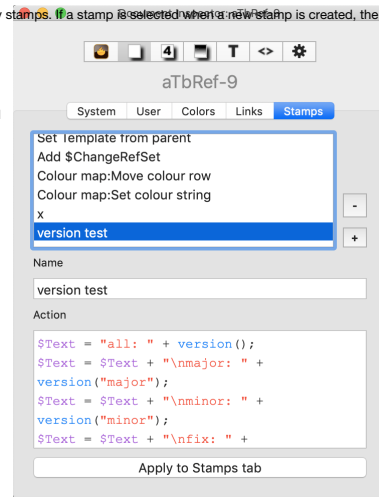 y stamps. If a stamp is selected when a new stamp is created, the
4 T <>
aTbRef-9
System User Colors Links Stamps
Set Template from parent
Add $ChangeRefSet
Colour map:Move colour row
Colour map:Set colour string
x
version test
-
+
Name
version test
Action
$Text = "all: " + version();
$Text = $Text + "\nmajor: " +
version("major");
$Text = $Text + "\nminor: " +
version("minor");
$Text = $Text + "\nfix: " +
Apply to Stamps tab